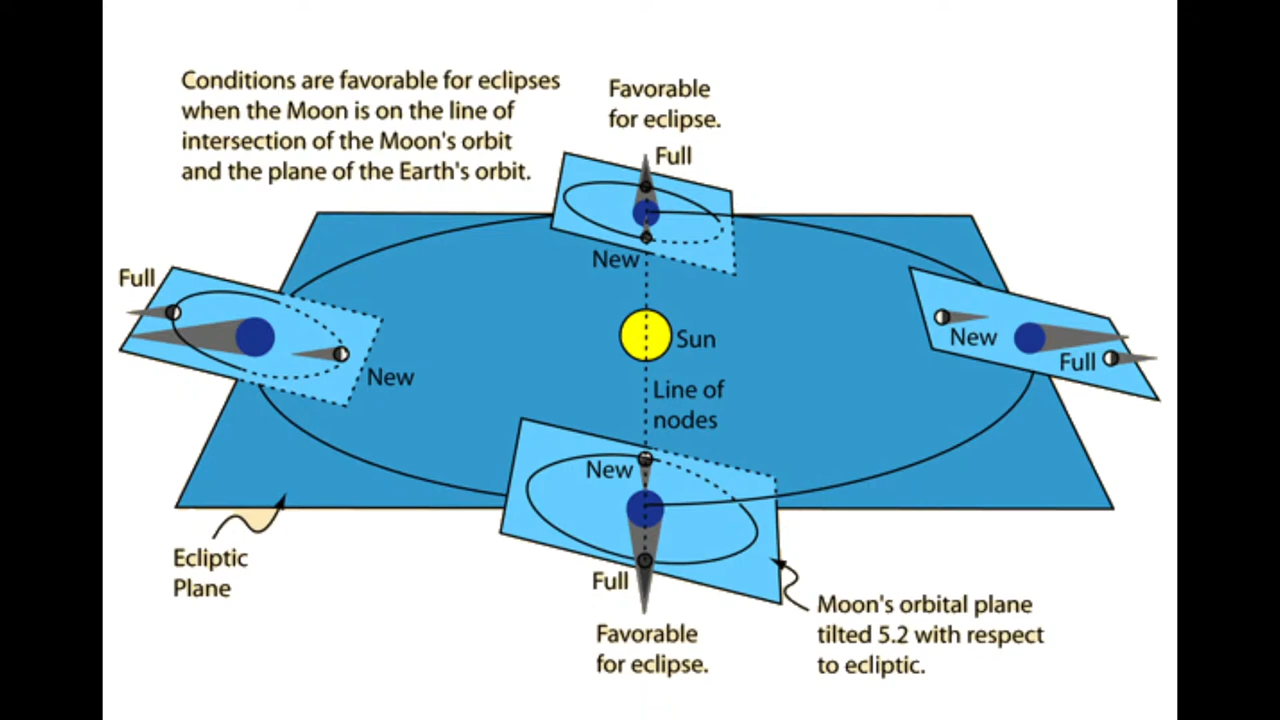 Conditions are favorable for eclipses
when the Moon is on the line of
intersection of the Moon's orbit
and the plane of the Earth's orbit.
Favorable
for eclipse.
Full
New
Full
New
Sun
New
Full
Line of
nodes
New
Full
Favorable
for eclipse.
Ecliptic
Plane
Moon's orbital plane
tilted 5.2 with respect
to ecliptic.